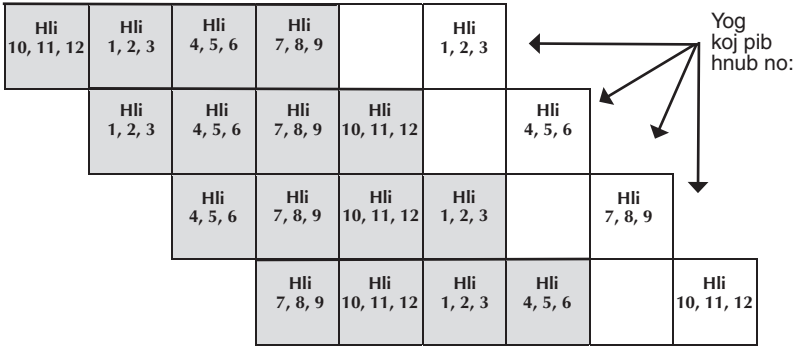 Hli
10, 11, 12
Hli
1, 2, 3
Hli
4, 5, 6
Hli
7, 8, 9
Hli
1, 2, 3
Yog
koj pib
hnub no:
Hli
1, 2, 3
Hli
4, 5, 6
Hli
7, 8, 9
Hli
10, 11, 12
Hli
4, 5, 6
Hli
4, 5, 6
Hli
7, 8, 9
Hli
10, 11, 12
Hli
1, 2, 3
Hli
7, 8, 9
Hli
7, 8, 9
Hli
10, 11, 12
Hli
1, 2, 3
Hli
4, 5, 6
Hli
10, 11, 12